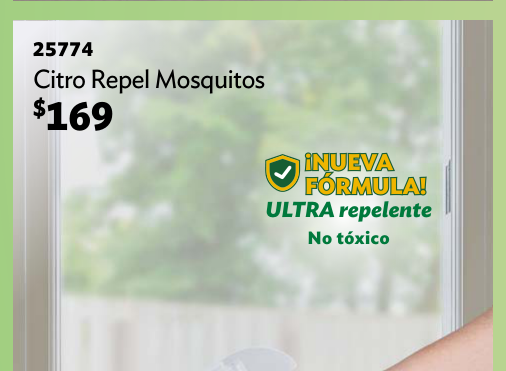 25774
Citro Repel Mosquitos
$169
¡NUEVA
FÓRMULA!
ULTRA repelente
No tóxico